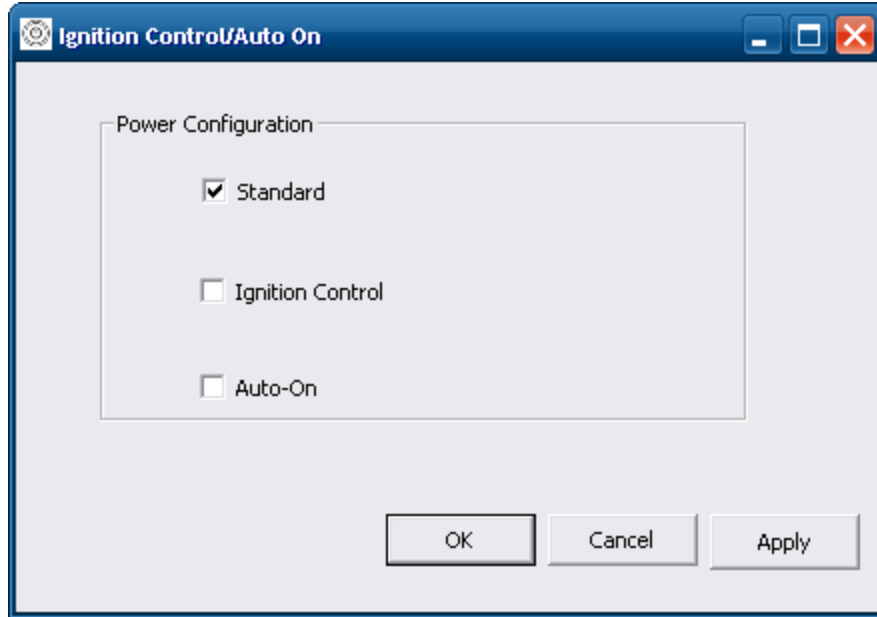 Ignition Control/Auto On
Power Configuration
Standard
Ignition Control
Auto-On
OK Cancel Apply